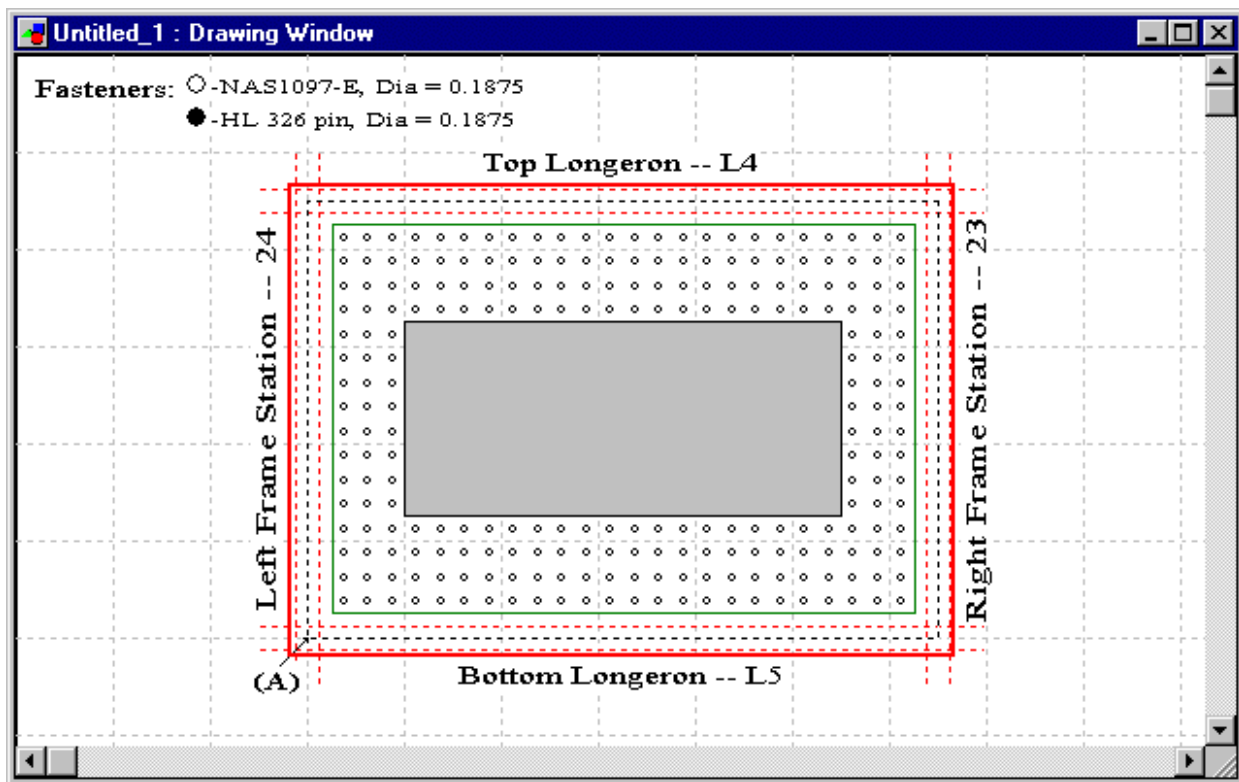 Untitled_1 : Drawing Window
Fasteners: O-NAS1097-E, Dia = 0.1875
●-HL 326 pin, Dia = 0.1875
Top Longeron -- L4
Left Frame Station -- 24
Right Frame Station -- 23
(A)
Bottom Longeron -- L5